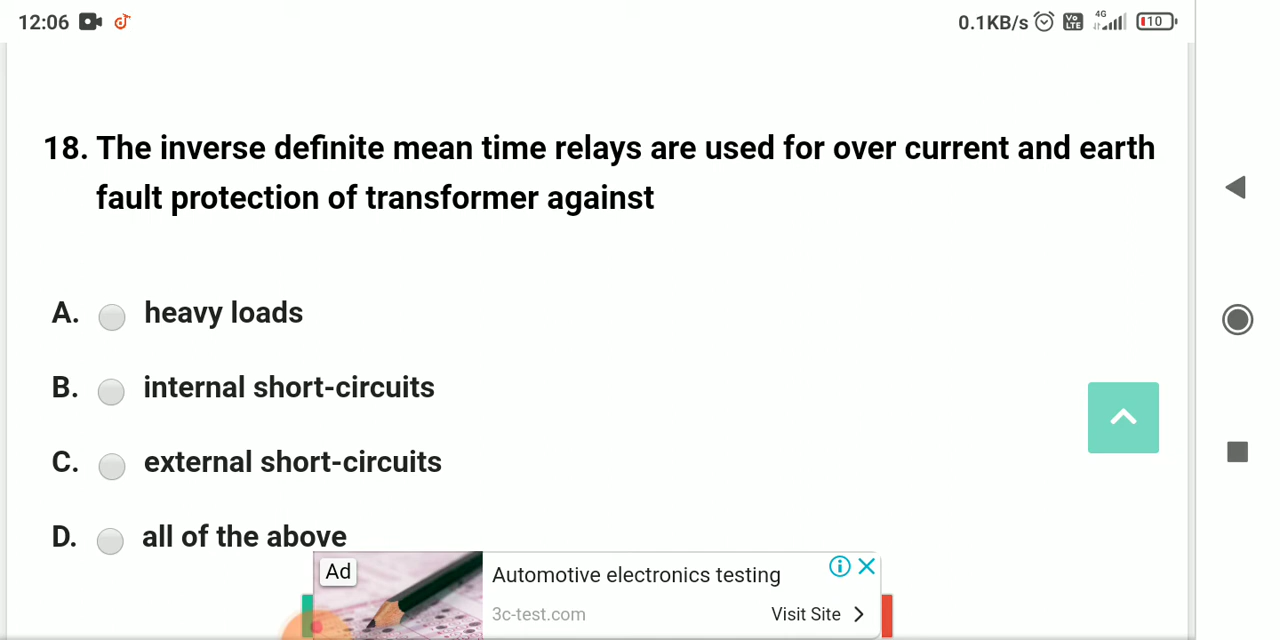 12:06
0.1KB/s Vo LTE 4G 10
18. The inverse definite mean time relays are used for over current and earth
fault protection of transformer against
A. heavy loads
B. internal short-circuits
C. external short-circuits
D. all of the above
Ad
Automotive electronics testing
3c-test.com Visit Site